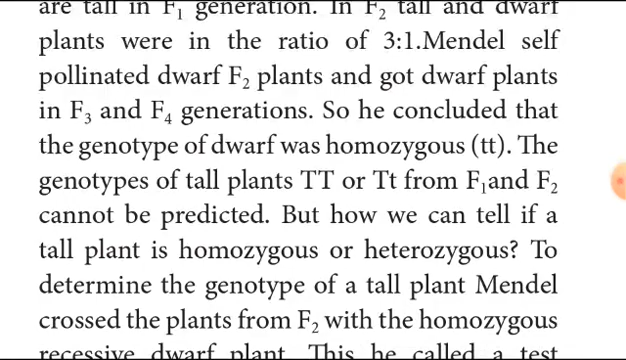 are tall in F₁ generation. In F₂ tall and dwarf
plants were in the ratio of 3:1.Mendel self
pollinated dwarf F₂ plants and got dwarf plants
in F₃ and F₄ generations. So he concluded that
the genotype of dwarf was homozygous (tt). The
genotypes of tall plants TT or Tt from F₁and F₂
cannot be predicted. But how we can tell if a
tall plant is homozygous or heterozygous? To
determine the genotype of a tall plant Mendel
crossed the plants from F₂ with the homozygous
recessive dwarf plant. This he called a test